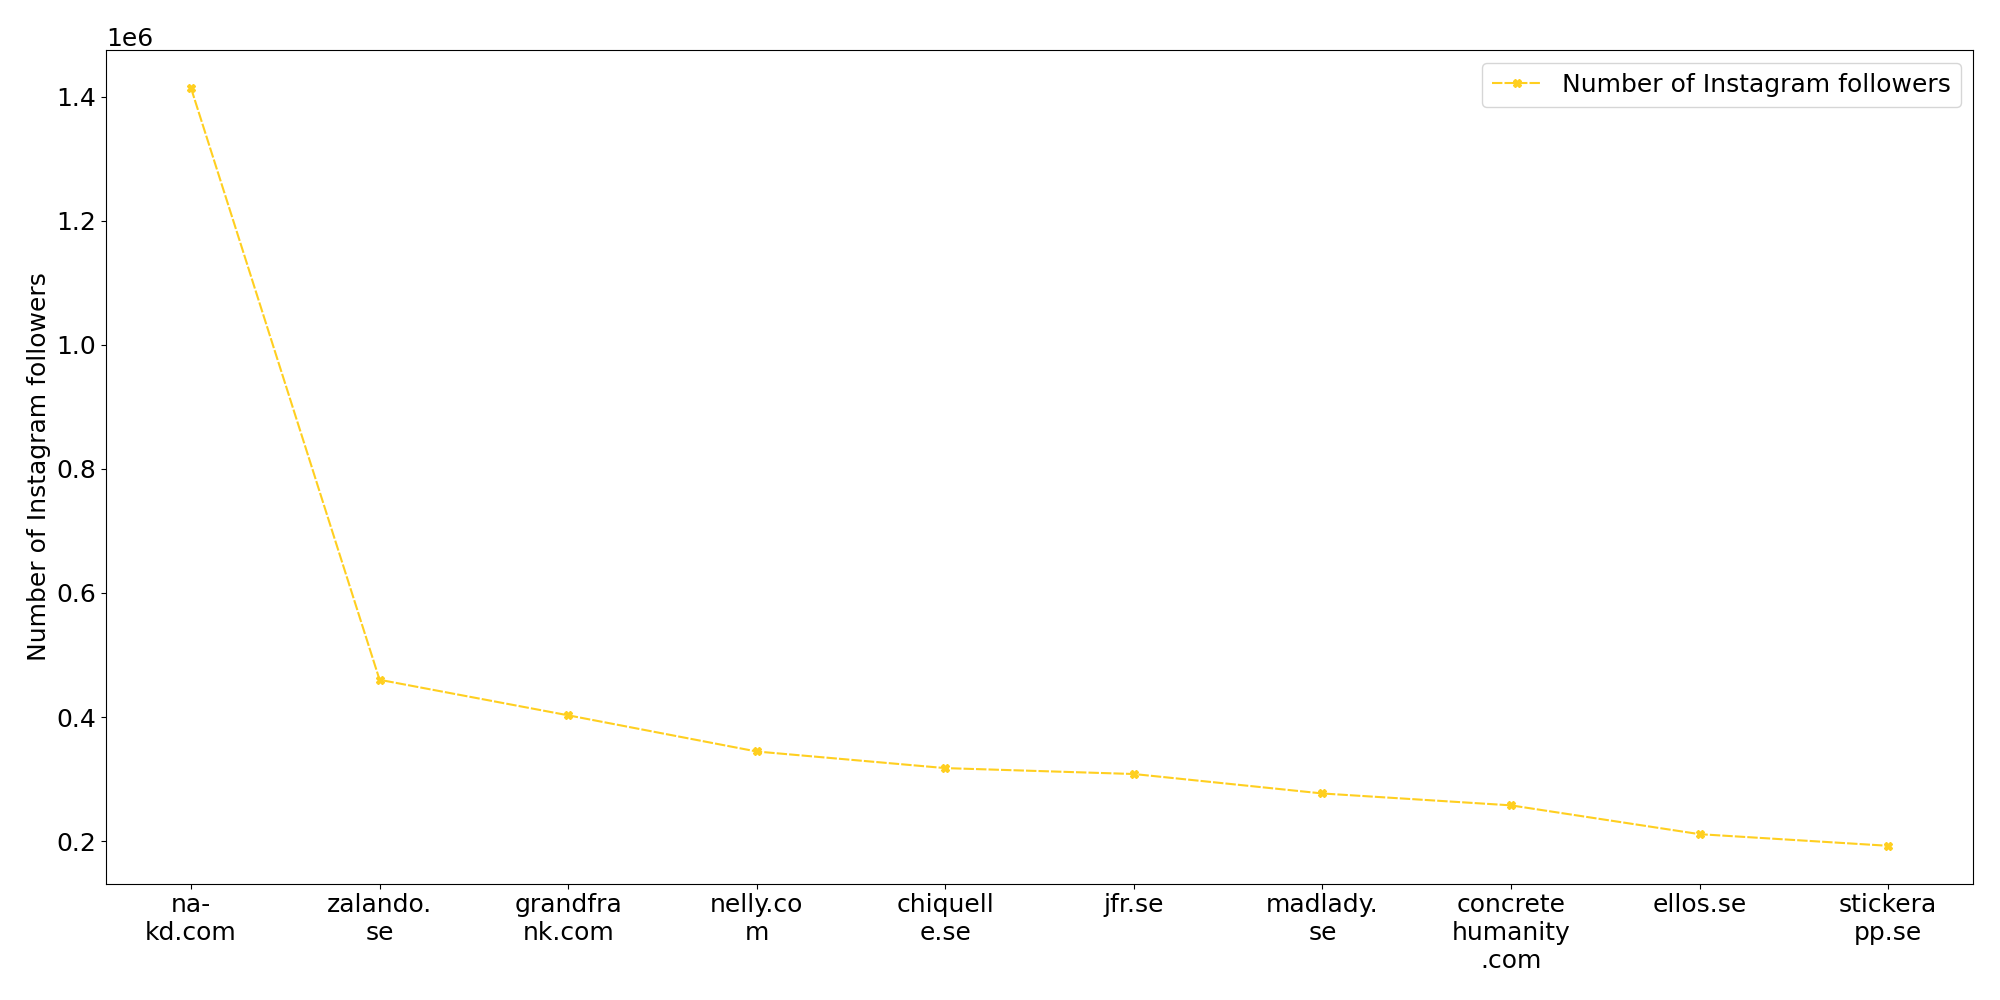 1e6
Number of Instagram followers
1.4
1.2
1.0
0.8
0.6
0.4
0.2
Number of Instagram followers
na-
kd.com
zalando.
se
grandfra
nk.com
nelly.co
m
chiquell
e.se
jfr.se
madlady.
se
concrete
humanity
.com
ellos.se
stickera
pp.se